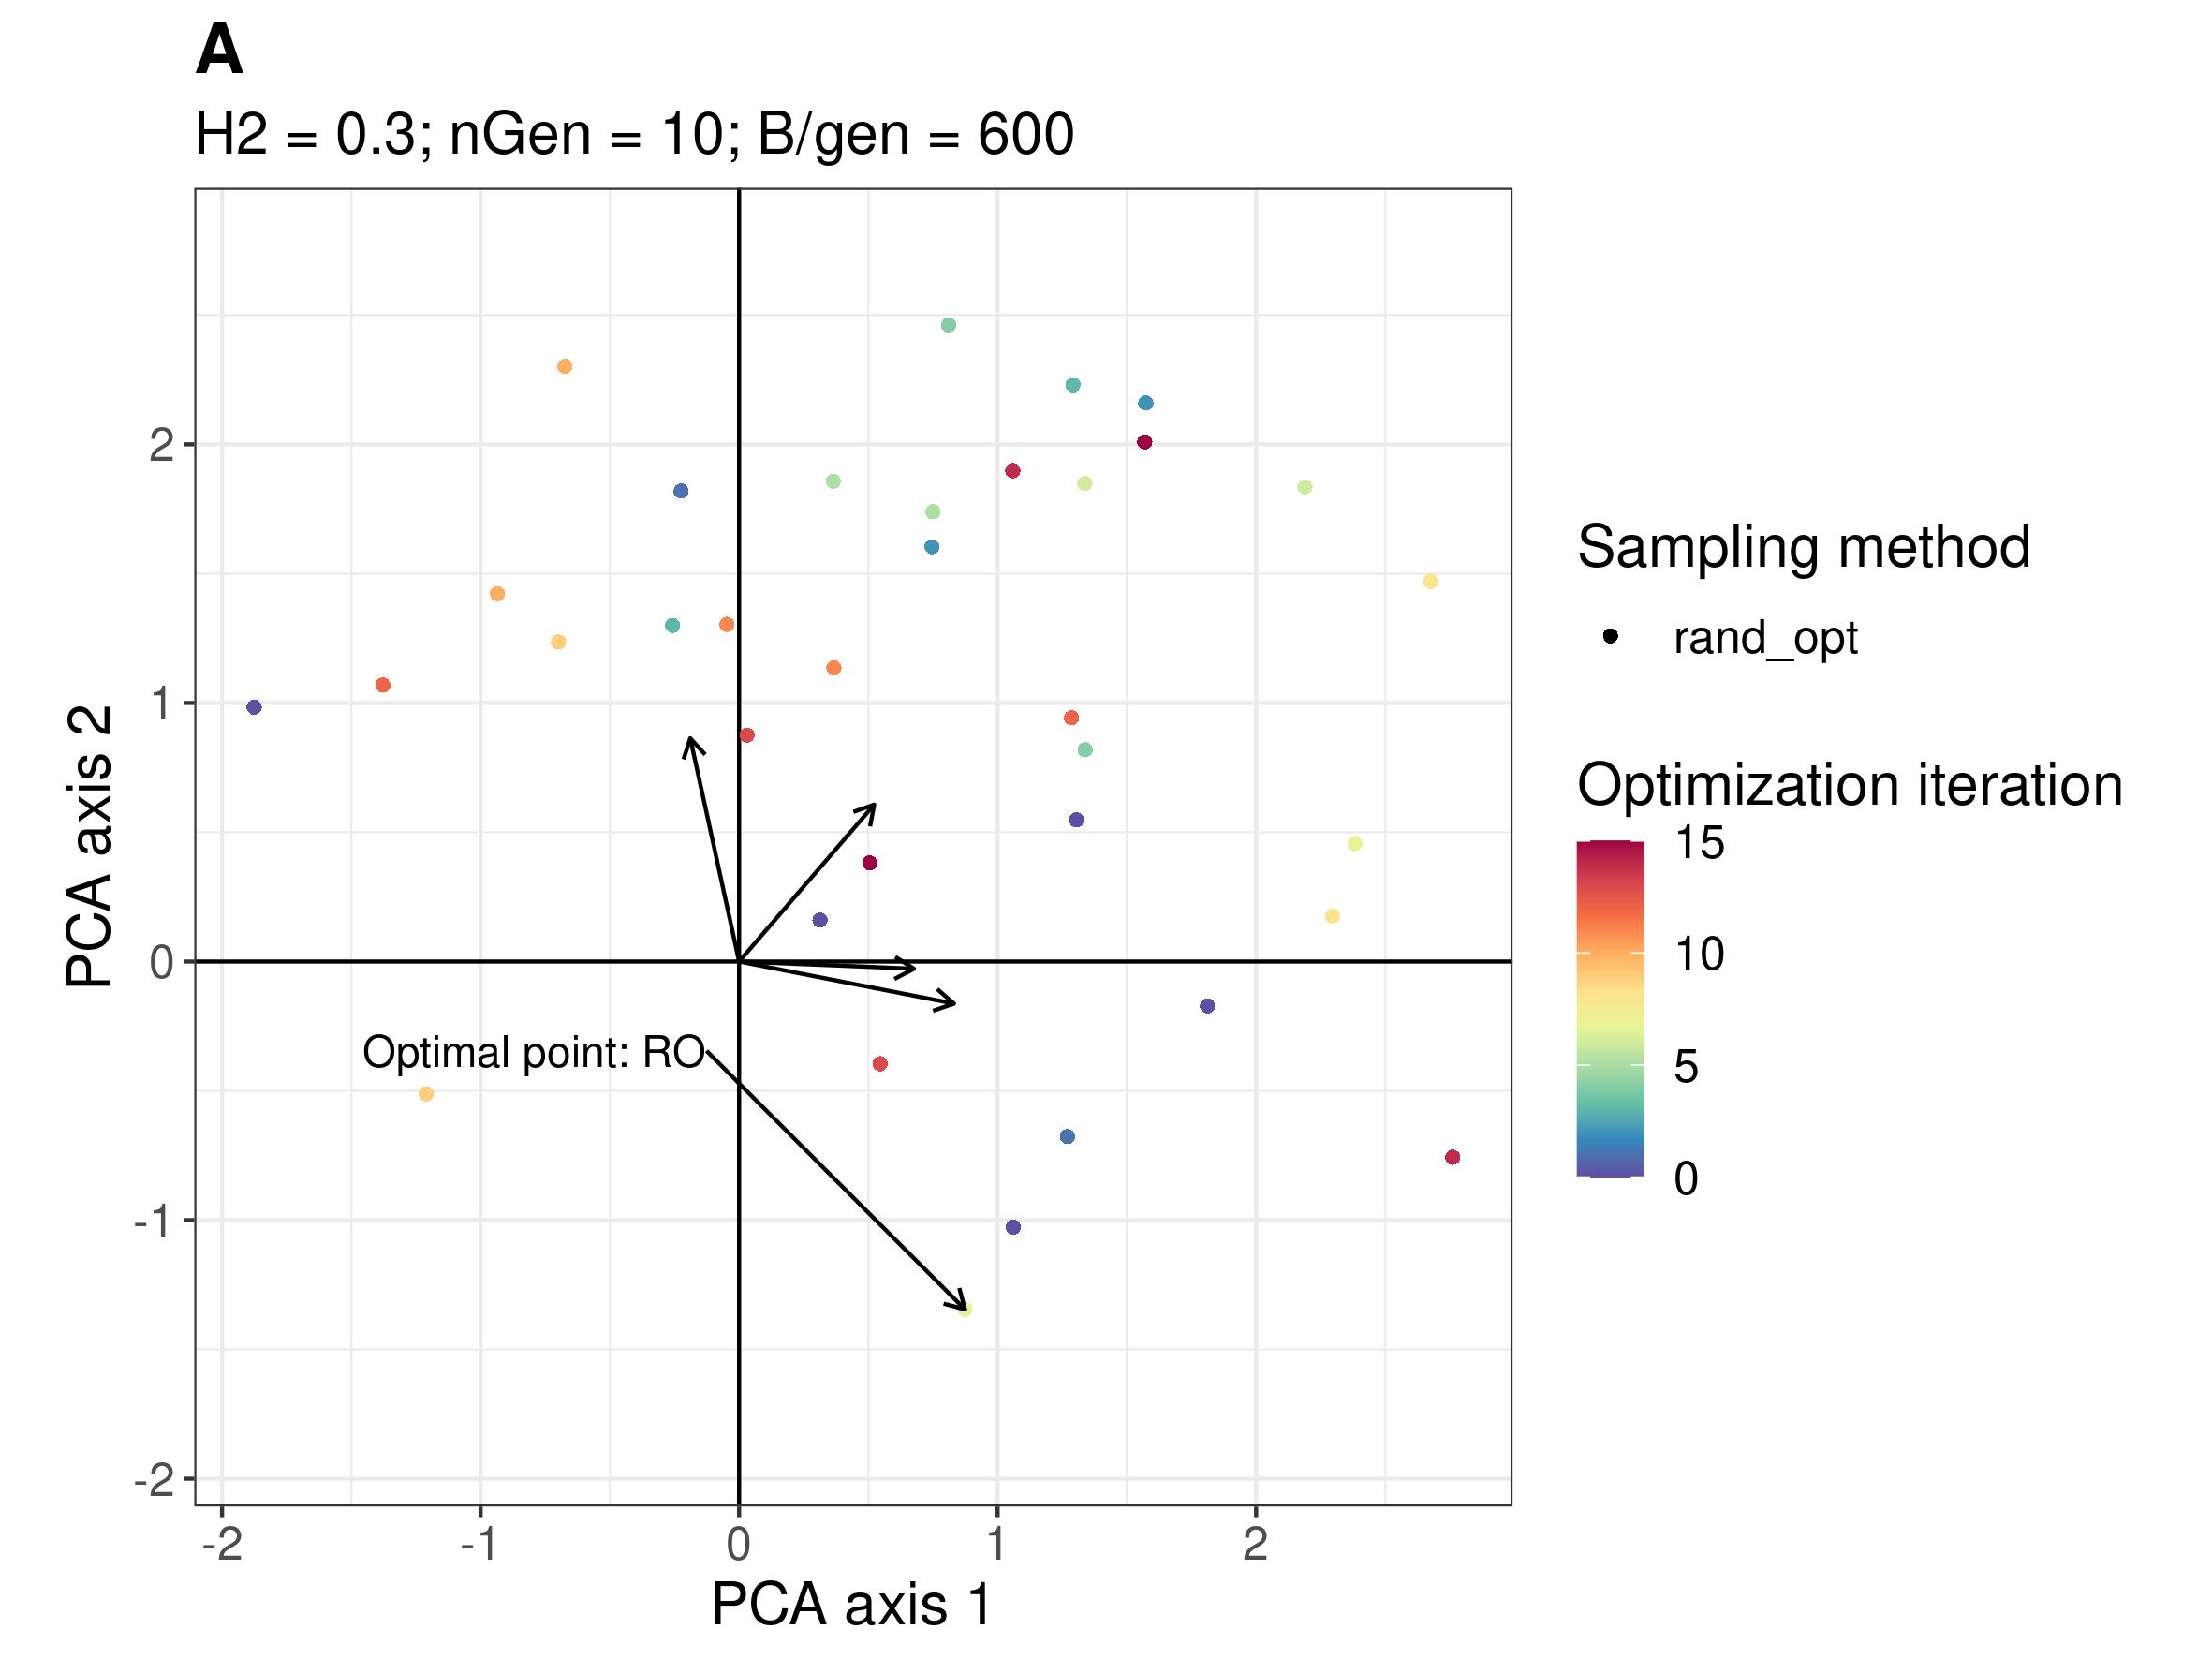 A
H2 = 0.3; nGen = 10; B/gen = 600
PCA axis 2
2
1
0
-1
-2
Optimal point: RO
-2
-1
0
1
2
PCA axis 1
Sampling method
rand_opt
Optimization iteration
15
10
5
0